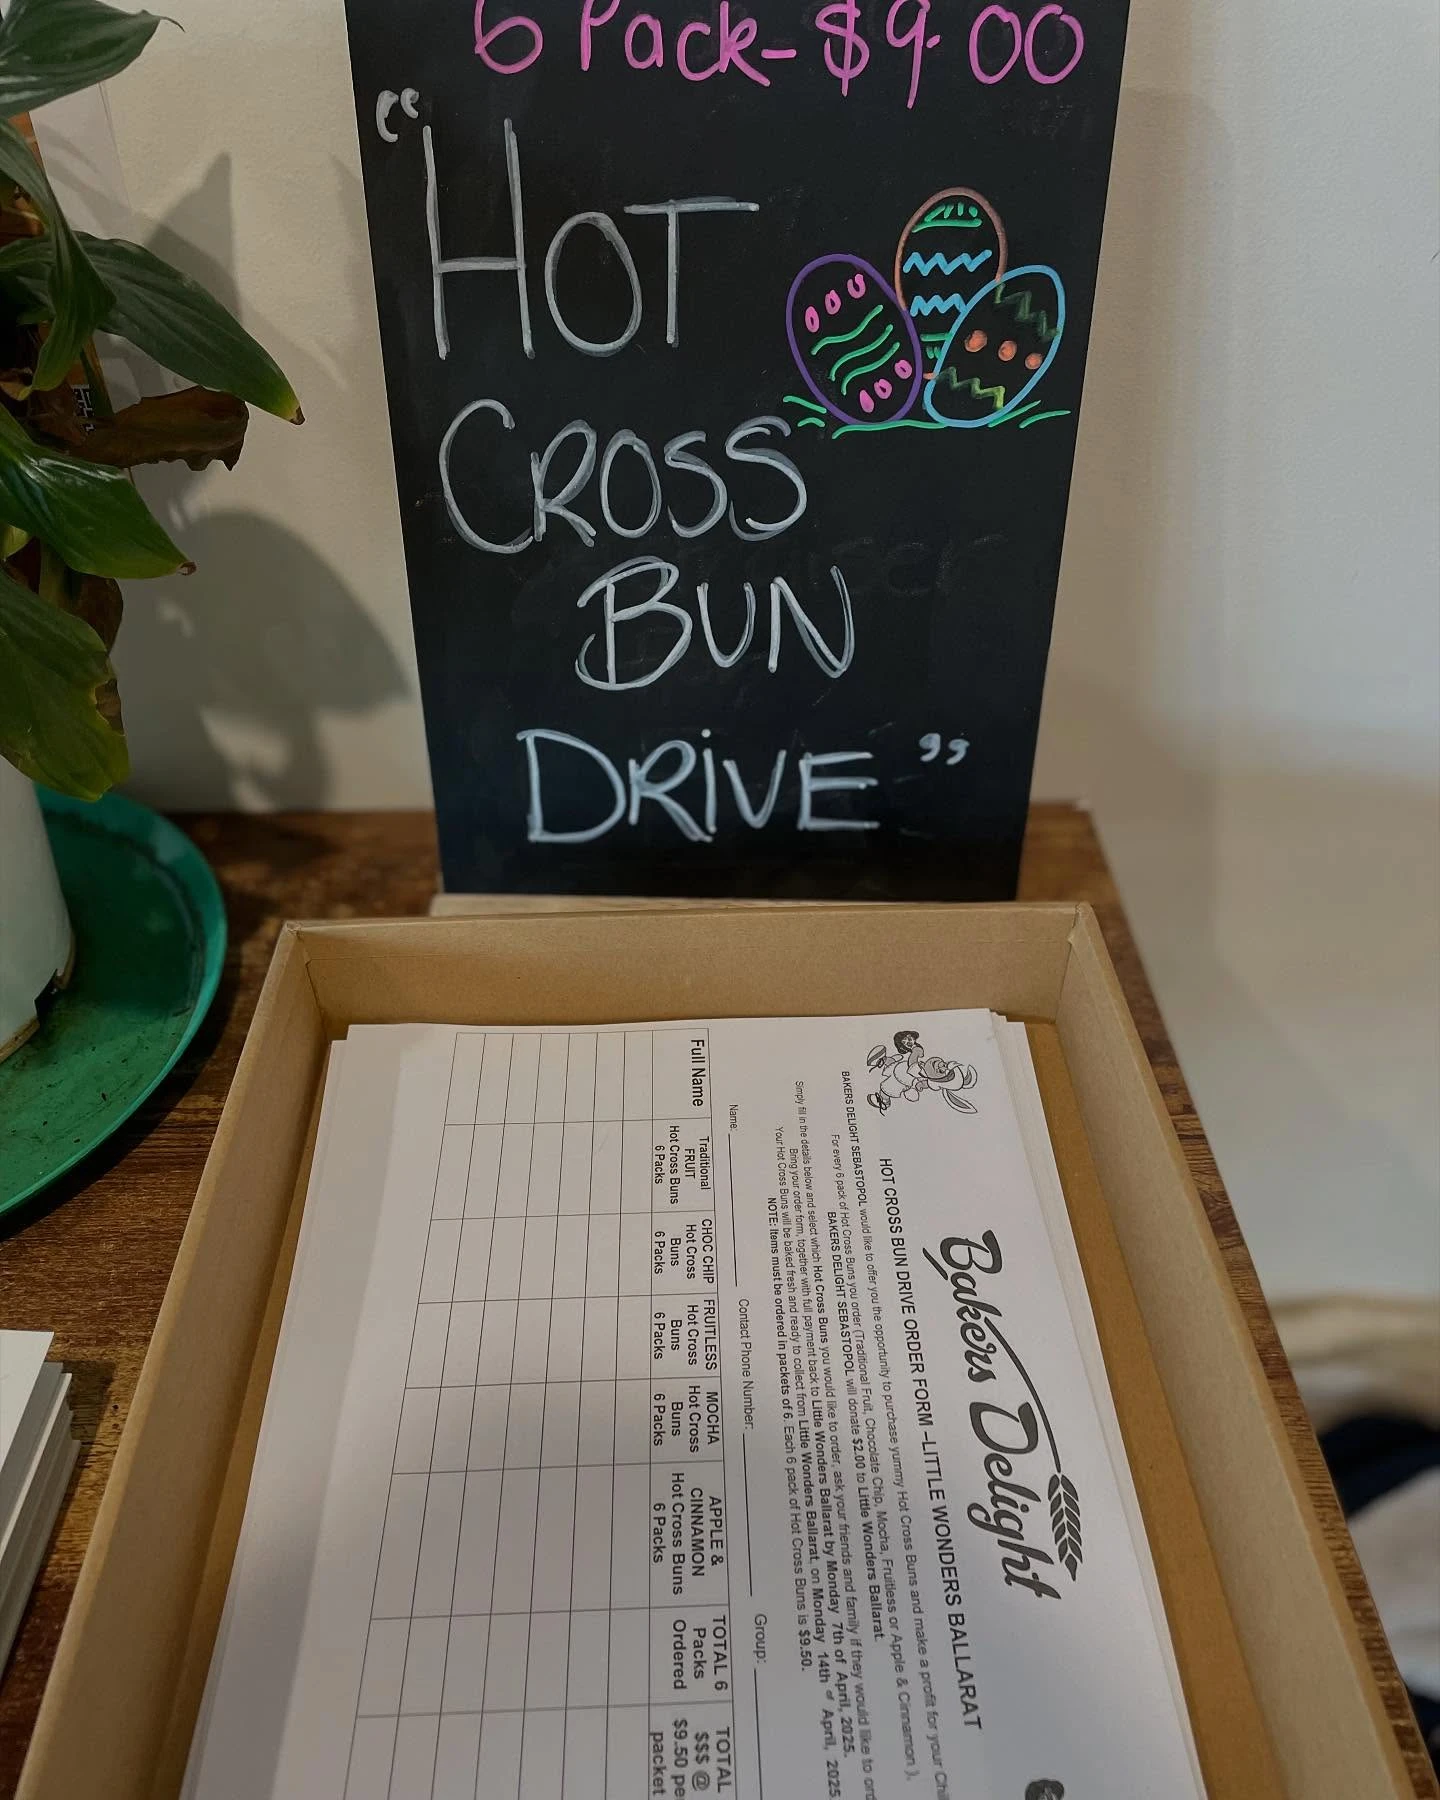 6 Pack- $9.00
“HOT
CROSS
BUN
DRIVE”
Bakers Delight
HOT CROSS BUN DRIVE ORDER FORM –LITTLE WONDERS BALLARAT
BAKERS DELIGHT SEBASTOPOL would like to offer you the opportunity to purchase yummy Hot Cross Buns and make a profit for your
For every 6 pack of Hot Cross Buns you order (Traditional Fruit, Chocolate Chip, Mocha, Fruitless or Apple & Cinnamon ).
BAKERS DELIGHT SEBASTOPOL will donate $2.00 to Little Wonders Ballarat.
Simply fill in the details below and select which Hot Cross Buns you would like to order, ask your friends and family if they would like to
Bring your order form, together with full payment back to Little Wonders Ballarat by Monday 7th of April, 2025.
Your Hot Cross Buns will be baked fresh and ready to collect from Little Wonders Ballarat, on Monday 14th of April, 2025
NOTE: Items must be ordered in packets of 6. Each 6 pack of Hot Cross Buns is $9.50.
Name: Contact Phone Number: Group:
Full Name
Traditional
FRUIT
Hot Cross Buns
6 Packs
CHOC CHIP
Hot Cross
Buns
6 Packs
FRUITLESS
Hot Cross
Buns
6 Packs
MOCHA
Hot Cross
Buns
6 Packs
APPLE &
CINNAMON
Hot Cross Buns
6 Packs
TOTAL 6
Packs
Ordered
TOTAL
$$$ @
$9.50 pe
packet